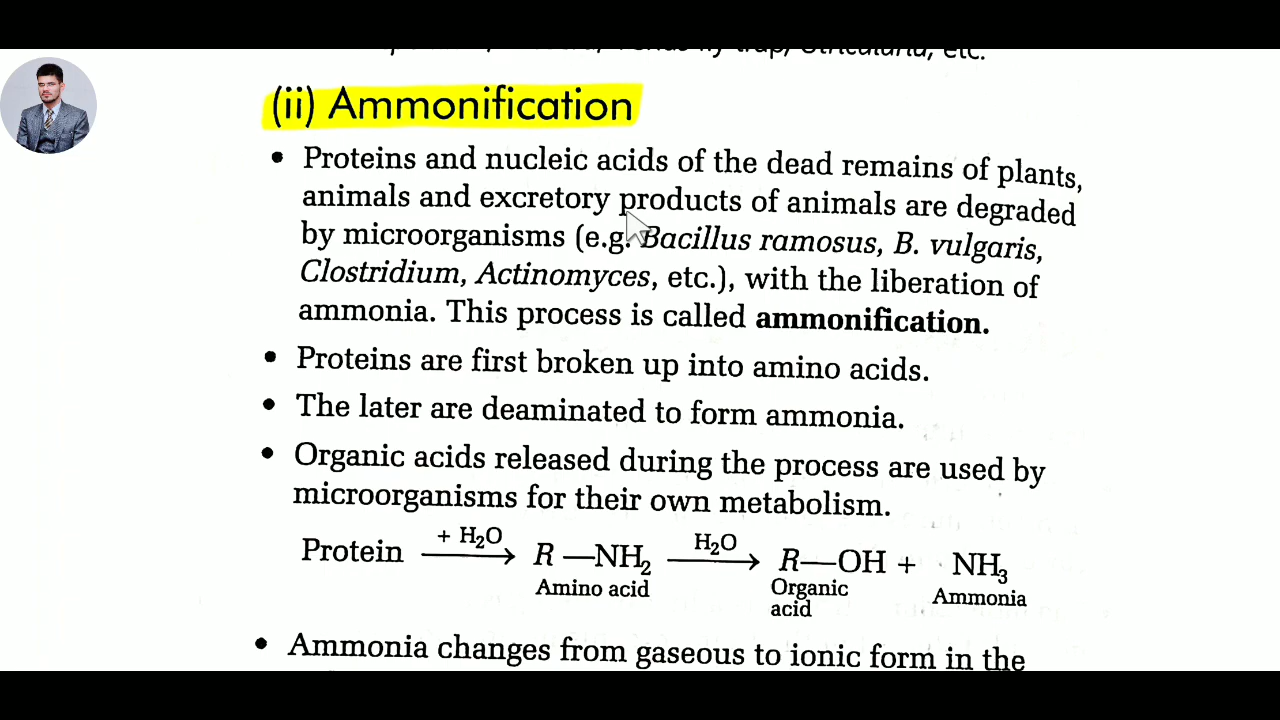 etc.
(ii) Ammonification
• Proteins and nucleic acids of the dead remains of plants,
animals and excretory products of animals are degraded
by microorganisms (e.g. Bacillus ramosus, B. vulgaris,
Clostridium, Actinomyces, etc.), with the liberation of
ammonia. This process is called ammonification.
• Proteins are first broken up into amino acids.
• The later are deaminated to form ammonia.
• Organic acids released during the process are used by
microorganisms for their own metabolism.
Protein + H₂O → R—NH₂ H₂O → R—OH + NH₃
Amino acid Organic acid Ammonia
• Ammonia changes from gaseous to ionic form in the